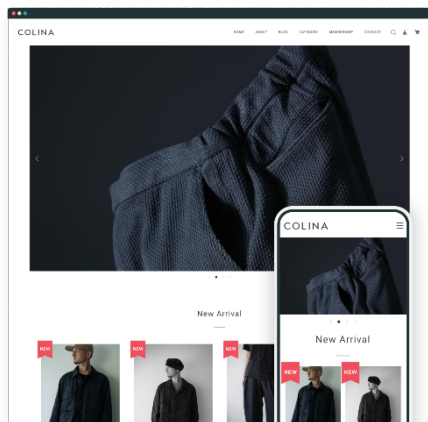 COLINA
HOME ABOUT BLOG CATEGORY MEMBERSHIP CONTACT
New Arrival
NEW
NEW
NEW
COLINA
New Arrival
NEW
NEW